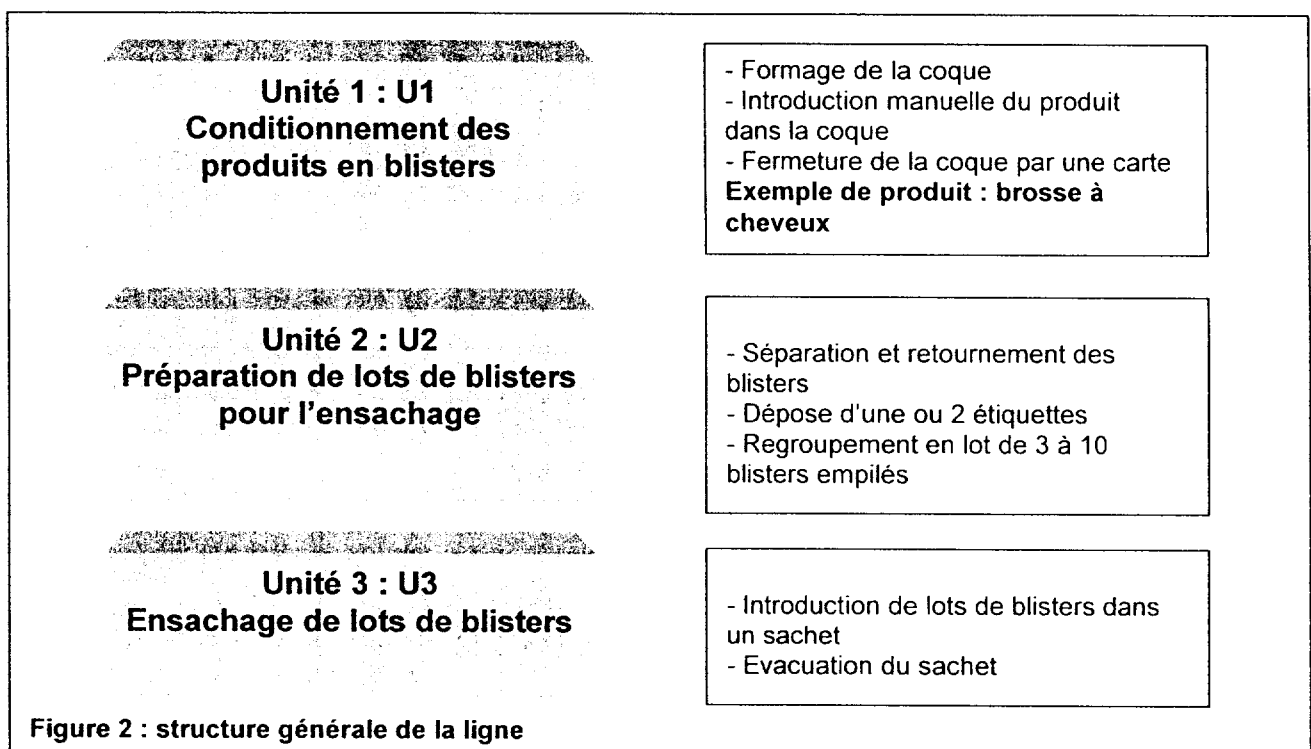 Unité 1 : U1
Conditionnement des
produits en blisters
- Formage de la coque
- Introduction manuelle du produit
dans la coque
- Fermeture de la coque par une carte
Exemple de produit : brosse à
cheveux
Unité 2 : U2
Préparation de lots de blisters
pour l'ensachage
- Séparation et retournement des
blisters
- Dépose d'une ou 2 étiquettes
- Regroupement en lot de 3 à 10
blisters empilés
Unité 3 : U3
Ensachage de lots de blisters
- Introduction de lots de blisters dans
un sachet
- Evacuation du sachet
Figure 2 : structure générale de la ligne